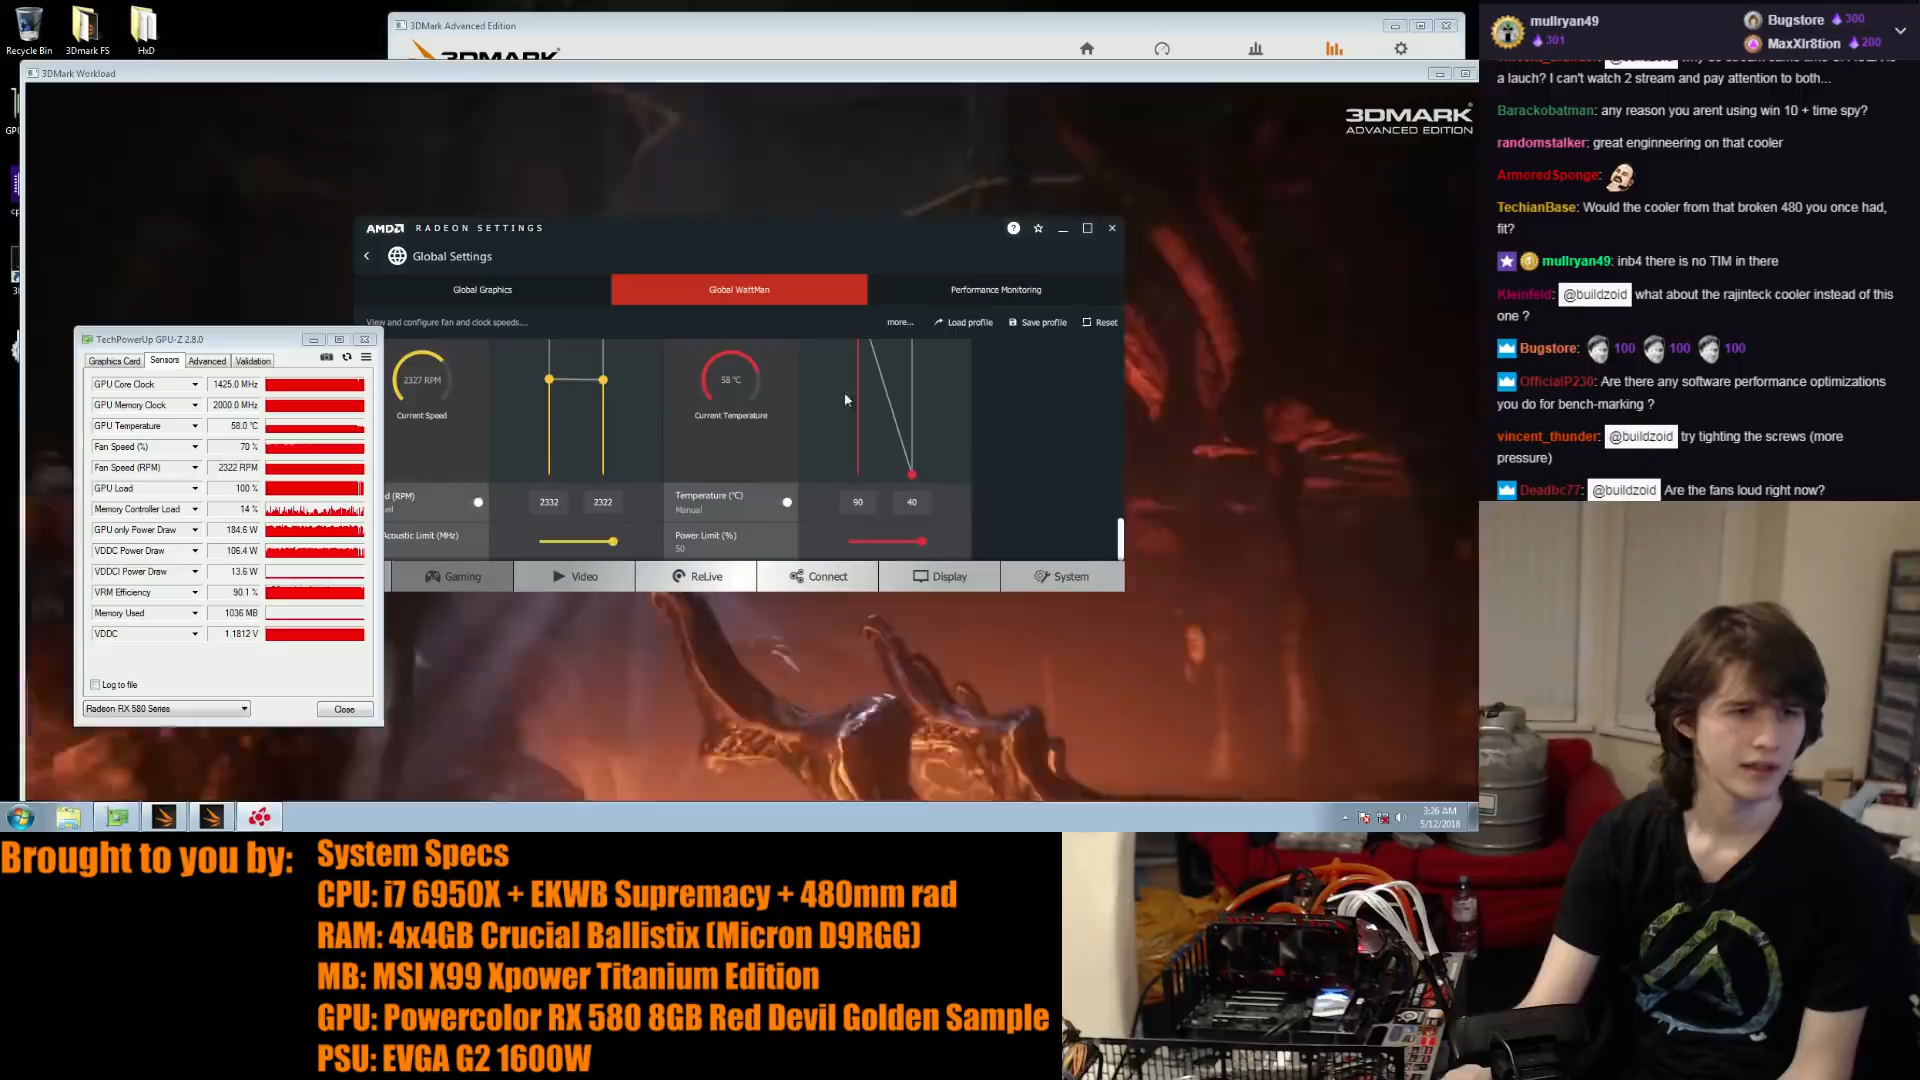 Recycle Bin
3Dmark FS
HxD
3DMark Advanced Edition
3DMARK
3DMark Workload
3DMARK
ADVANCED EDITION
AMD RADEON SETTINGS
Global Settings
Global Graphics
Global WattMan
Performance Monitoring
View and configure fan and clock speeds....
more...
Load profile
Save profile
Reset
2327 RPM
Current Speed
58 °C
Current Temperature
d (RPM)
ual
2332
2322
Temperature (°C)
Manual
90
40
Acoustic Limit (MHz)
Power Limit (%)
50
Gaming
Video
ReLive
Connect
Display
System
TechPowerUp GPU-Z 2.8.0
Graphics Card
Sensors
Advanced
Validation
GPU Core Clock 1425.0 MHz
GPU Memory Clock 2000.0 MHz
GPU Temperature 58.0 °C
Fan Speed (%) 70 %
Fan Speed (RPM) 2322 RPM
GPU Load 100 %
Memory Controller Load 14 %
GPU only Power Draw 184.6 W
VDDC Power Draw 106.4 W
VDDCI Power Draw 13.6 W
VRM Efficiency 90.1 %
Memory Used 1036 MB
VDDC 1.1812 V
Log to file
Radeon RX 580 Series
Close
3:26 AM
5/12/2018
mullryan49
301
Bugstore 300
MaxXlr8tion 200
a lauch? I can't watch 2 stream and pay attention to both...
Barackobatman: any reason you arent using win 10 + time spy?
randomstalker: great enginneering on that cooler
ArmoredSponge:
TechianBase: Would the cooler from that broken 480 you once had,
fit?
mullryan49: inb4 there is no TIM in there
Kleinfeld: @buildzoid what about the rajinteck cooler instead of this
one ?
Bugstore: 100 100 100
OfficialP230: Are there any software performance optimizations
you do for bench-marking ?
vincent_thunder: @buildzoid try tighting the screws (more
pressure)
Deadbc77: @buildzoid Are the fans loud right now?
Brought to you by:
System Specs
CPU: i7 6950X + EKWB Supremacy + 480mm rad
RAM: 4x4GB Crucial Ballistix (Micron D9RGG)
MB: MSI X99 Xpower Titanium Edition
GPU: Powercolor RX 580 8GB Red Devil Golden Sample
PSU: EVGA G2 1600W